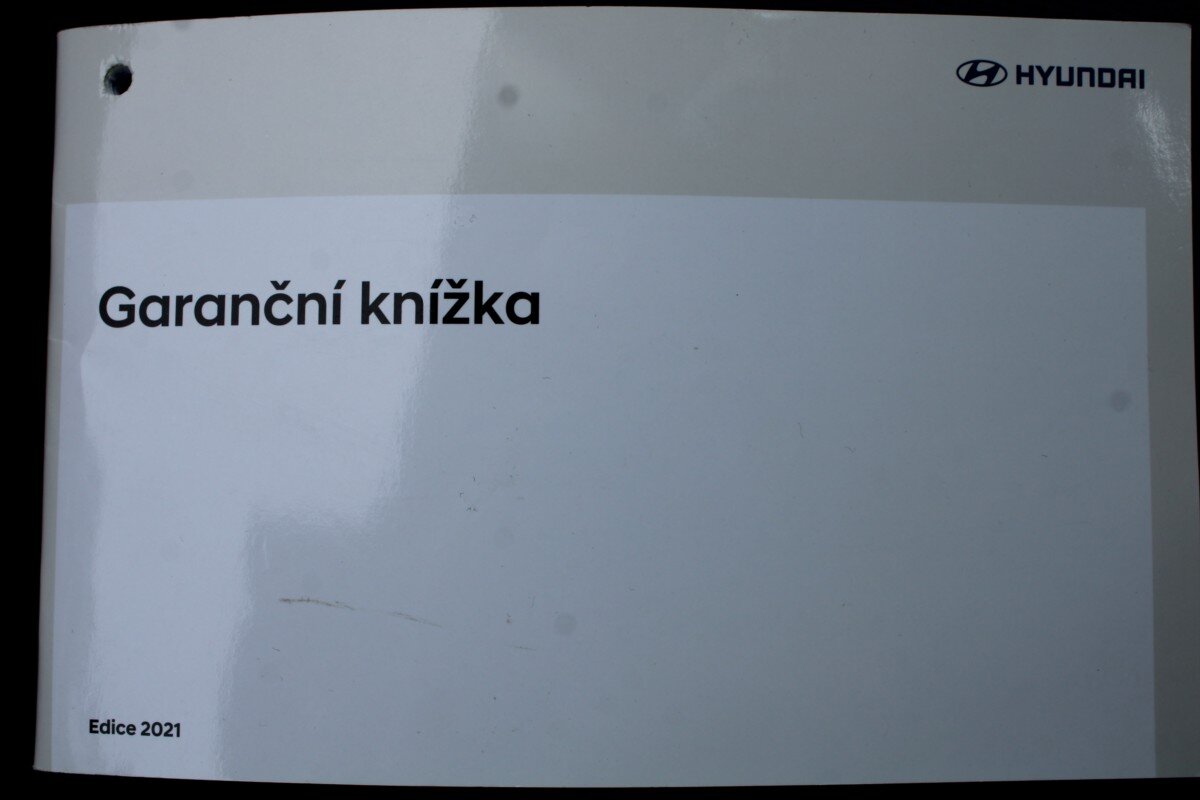 HYUNDAI
Garanční knížka
Edice 2021